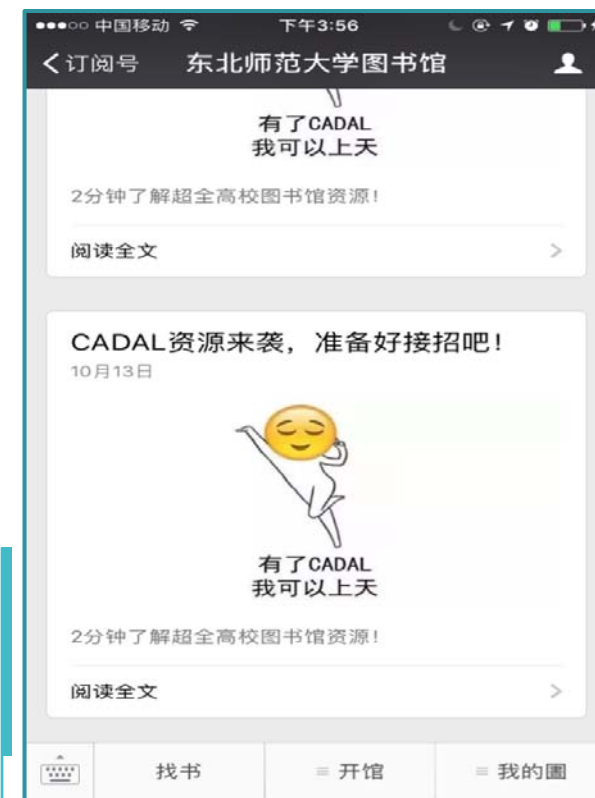 中国移动 下午3:56
订阅号 东北师范大学图书馆
有了CADAL
我可以上天
2分钟了解超全高校图书馆资源!
阅读全文
CADAL资源来袭，准备好接招吧!
10月13日
有了CADAL
我可以上天
2分钟了解超全高校图书馆资源!
阅读全文
找书 开馆 我的圕